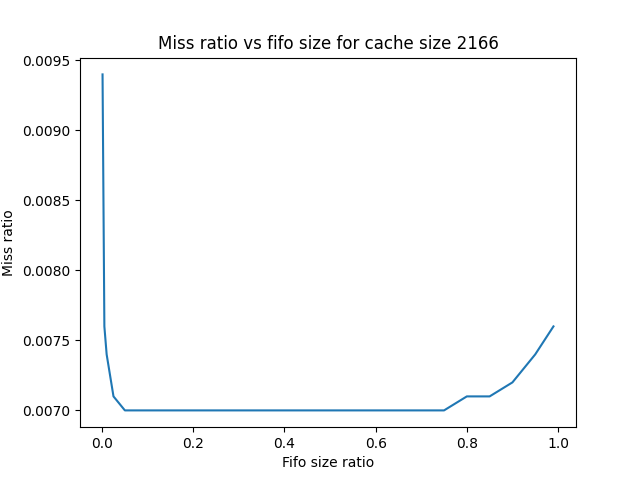 Miss ratio vs fifo size for cache size 2166
0.0095
0.0090
0.0085
0.0080
0.0075
0.0070
Miss ratio
0.0 0.2 0.4 0.6 0.8 1.0
Fifo size ratio